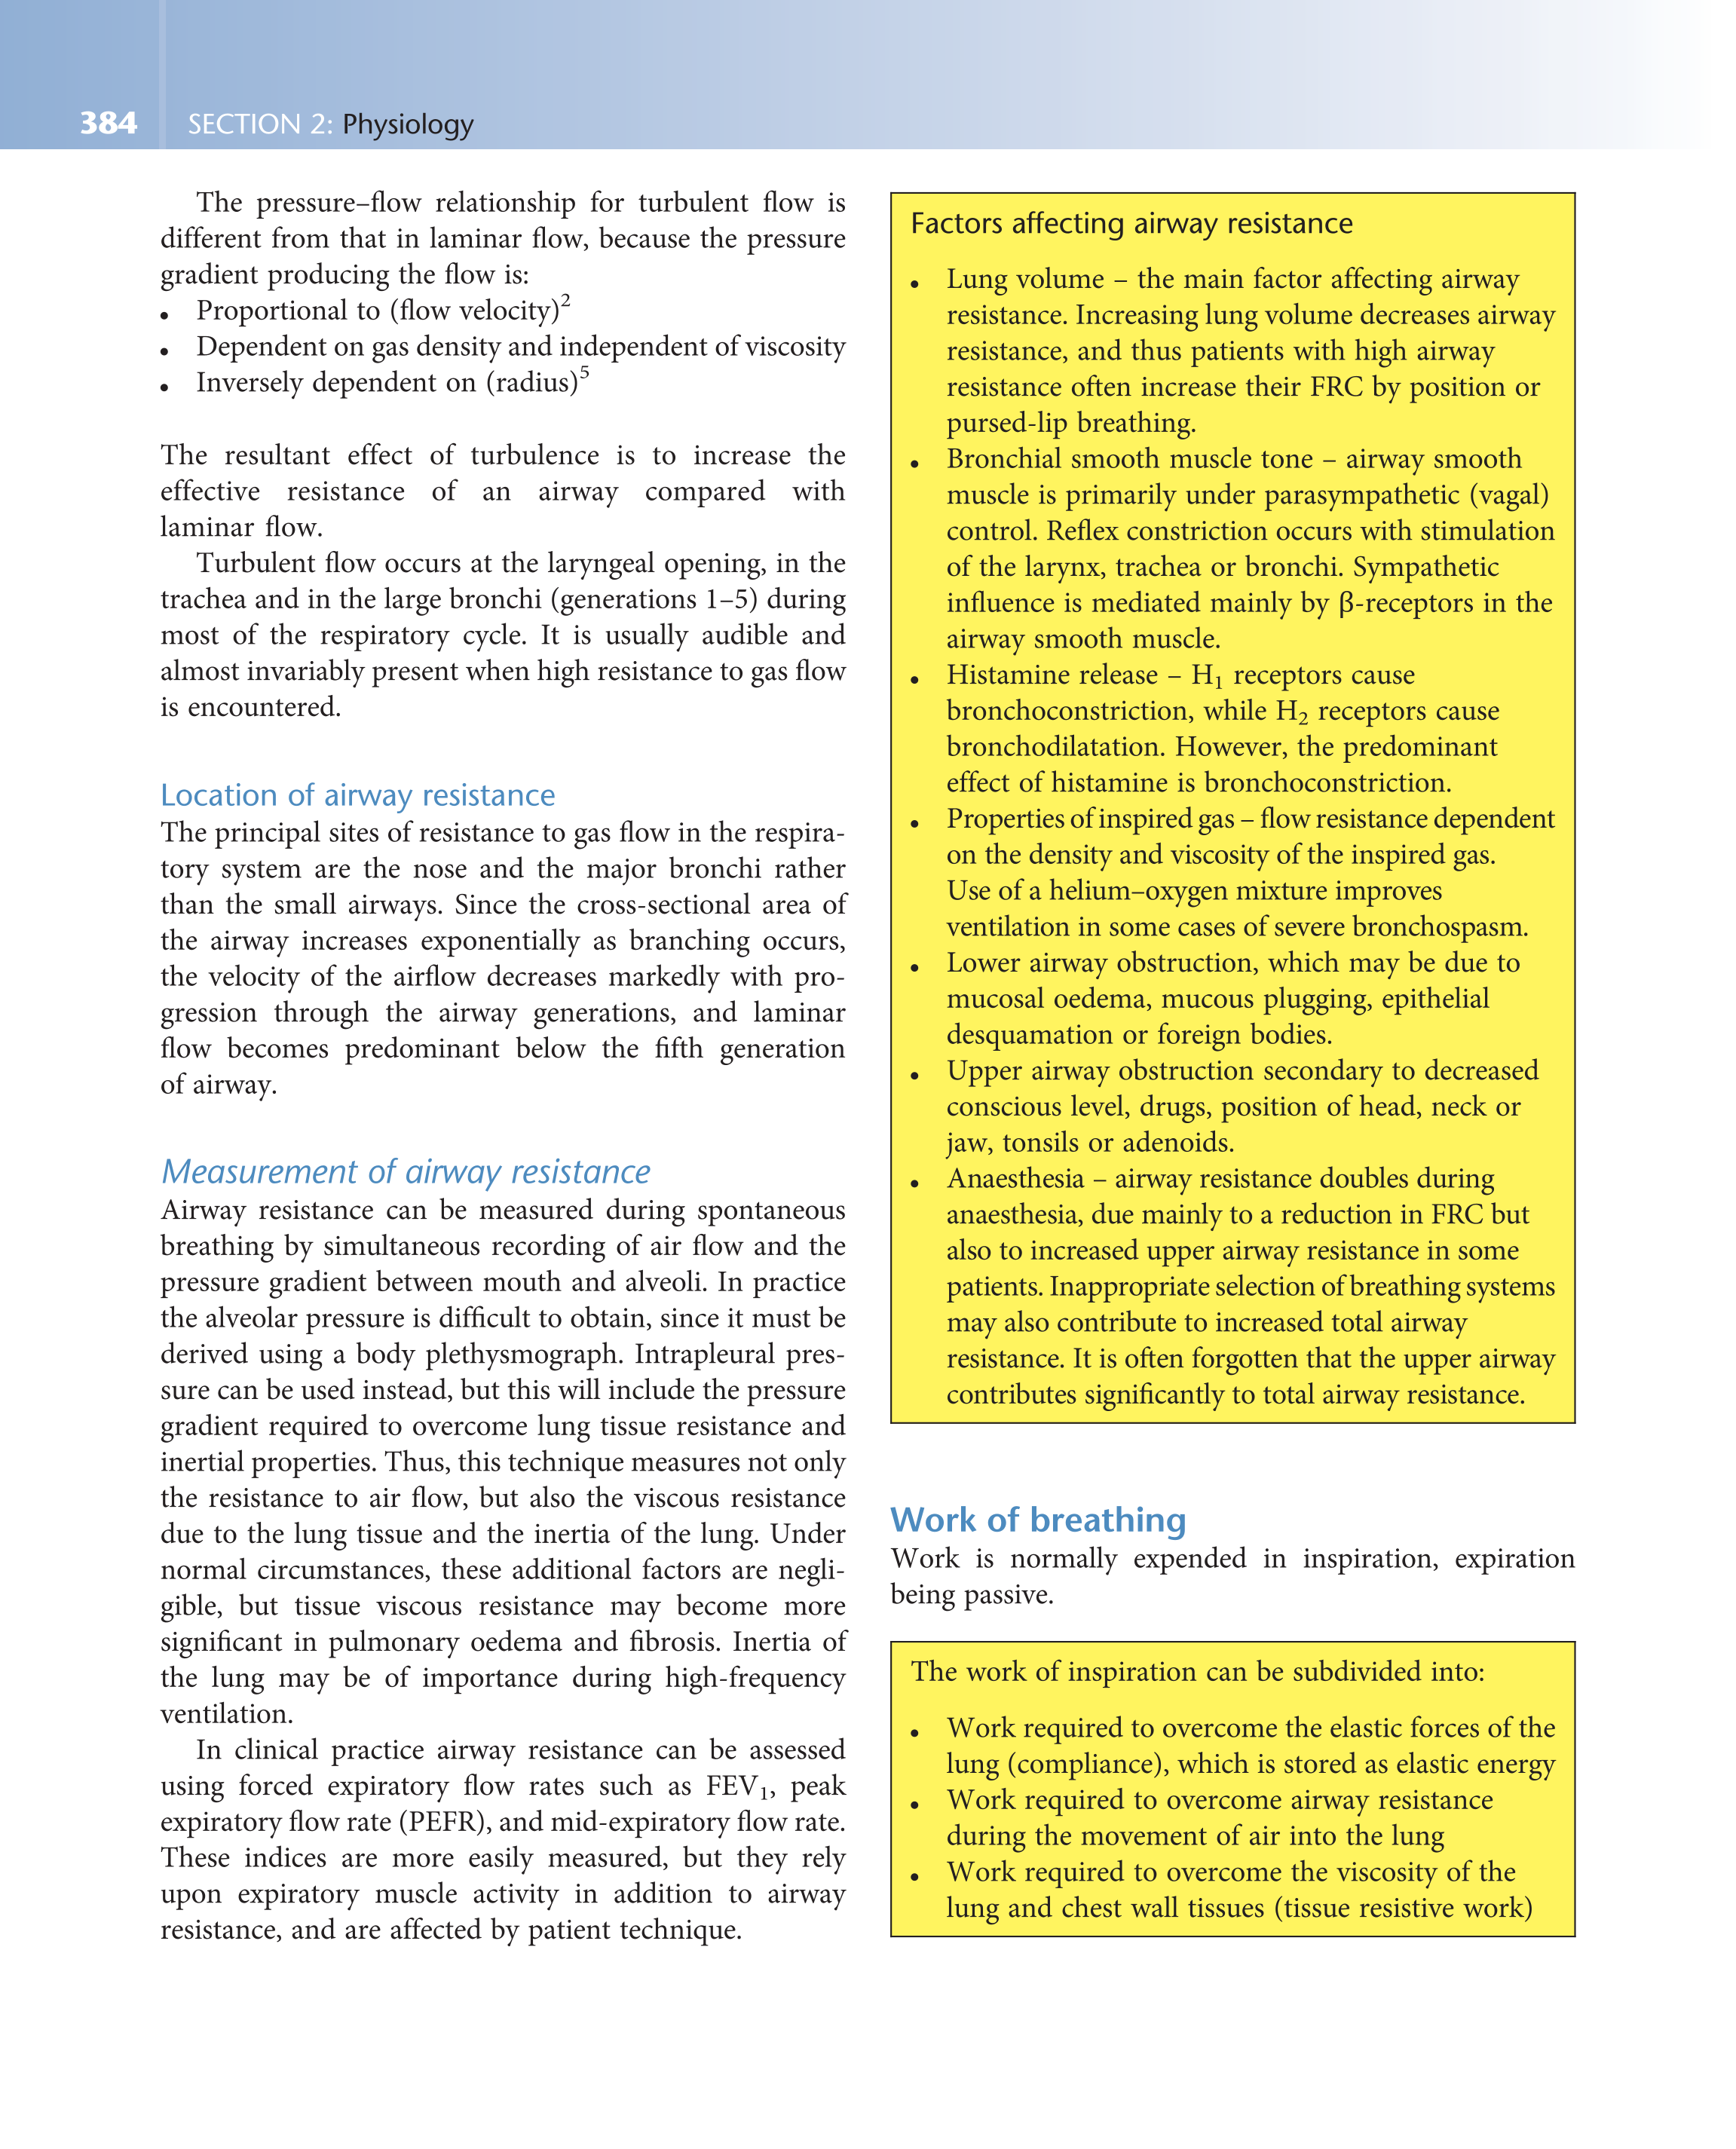 384 SECTION 2: Physiology
The pressure–flow relationship for turbulent flow is
different from that in laminar flow, because the pressure
gradient producing the flow is:
• Proportional to (flow velocity)²
• Dependent on gas density and independent of viscosity
• Inversely dependent on (radius)⁵
The resultant effect of turbulence is to increase the
effective resistance of an airway compared with
laminar flow.
Turbulent flow occurs at the laryngeal opening, in the
trachea and in the large bronchi (generations 1–5) during
most of the respiratory cycle. It is usually audible and
almost invariably present when high resistance to gas flow
is encountered.
Location of airway resistance
The principal sites of resistance to gas flow in the respira-
tory system are the nose and the major bronchi rather
than the small airways. Since the cross-sectional area of
the airway increases exponentially as branching occurs,
the velocity of the airflow decreases markedly with pro-
gression through the airway generations, and laminar
flow becomes predominant below the fifth generation
of airway.
Measurement of airway resistance
Airway resistance can be measured during spontaneous
breathing by simultaneous recording of air flow and the
pressure gradient between mouth and alveoli. In practice
the alveolar pressure is difficult to obtain, since it must be
derived using a body plethysmograph. Intrapleural pres-
sure can be used instead, but this will include the pressure
gradient required to overcome lung tissue resistance and
inertial properties. Thus, this technique measures not only
the resistance to air flow, but also the viscous resistance
due to the lung tissue and the inertia of the lung. Under
normal circumstances, these additional factors are negli-
gible, but tissue viscous resistance may become more
significant in pulmonary oedema and fibrosis. Inertia of
the lung may be of importance during high-frequency
ventilation.
In clinical practice airway resistance can be assessed
using forced expiratory flow rates such as FEV₁, peak
expiratory flow rate (PEFR), and mid-expiratory flow rate.
These indices are more easily measured, but they rely
upon expiratory muscle activity in addition to airway
resistance, and are affected by patient technique.
Factors affecting airway resistance
• Lung volume – the main factor affecting airway
resistance. Increasing lung volume decreases airway
resistance, and thus patients with high airway
resistance often increase their FRC by position or
pursed-lip breathing.
• Bronchial smooth muscle tone – airway smooth
muscle is primarily under parasympathetic (vagal)
control. Reflex constriction occurs with stimulation
of the larynx, trachea or bronchi. Sympathetic
influence is mediated mainly by β-receptors in the
airway smooth muscle.
• Histamine release – H₁ receptors cause
bronchoconstriction, while H₂ receptors cause
bronchodilatation. However, the predominant
effect of histamine is bronchoconstriction.
• Properties of inspired gas – flow resistance dependent
on the density and viscosity of the inspired gas.
Use of a helium–oxygen mixture improves
ventilation in some cases of severe bronchospasm.
• Lower airway obstruction, which may be due to
mucosal oedema, mucous plugging, epithelial
desquamation or foreign bodies.
• Upper airway obstruction secondary to decreased
conscious level, drugs, position of head, neck or
jaw, tonsils or adenoids.
• Anaesthesia – airway resistance doubles during
anaesthesia, due mainly to a reduction in FRC but
also to increased upper airway resistance in some
patients. Inappropriate selection of breathing systems
may also contribute to increased total airway
resistance. It is often forgotten that the upper airway
contributes significantly to total airway resistance.
Work of breathing
Work is normally expended in inspiration, expiration
being passive.
The work of inspiration can be subdivided into:
• Work required to overcome the elastic forces of the
lung (compliance), which is stored as elastic energy
• Work required to overcome airway resistance
during the movement of air into the lung
• Work required to overcome the viscosity of the
lung and chest wall tissues (tissue resistive work)